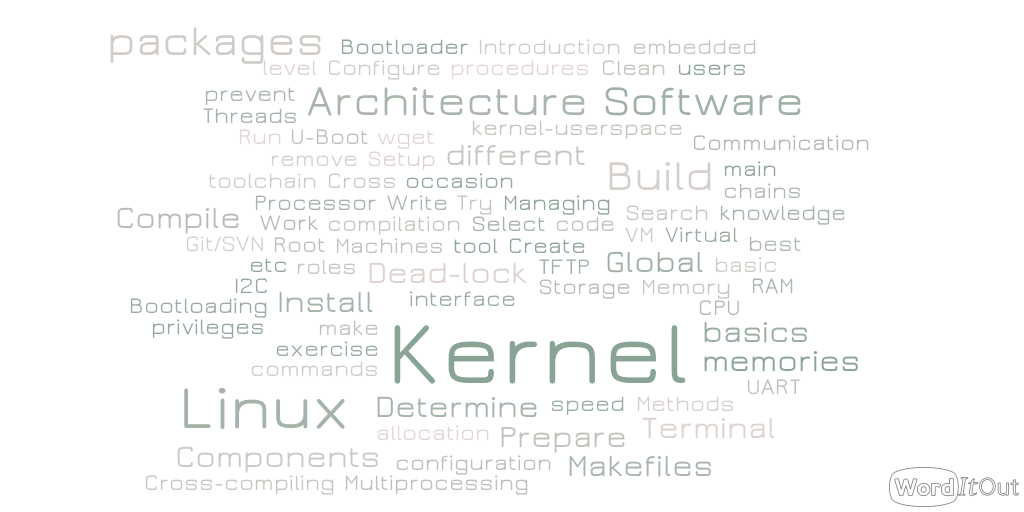 packages Bootloader Introduction embedded
level Configure procedures Clean users
prevent Architecture Software
Threads
Run U-Boot wget kernel-userspace
Communication
remove Setup different
Build main
toolchain Cross occasion
chains
Processor Write Try Managing
Search knowledge
Compile Work compilation Select code
VM Virtual
Git/SVN Root Machines tool Create
best
etc roles Dead-lock TFTP Global basic
I2C Storage Memory RAM
Bootloading Install interface
CPU
privileges make Kernel basics
exercise
memories
commands
UART
Linux Determine speed Methods
allocation Prepare Terminal
Components configuration Makefiles
Cross-compiling Multiprocessing
WordItOut